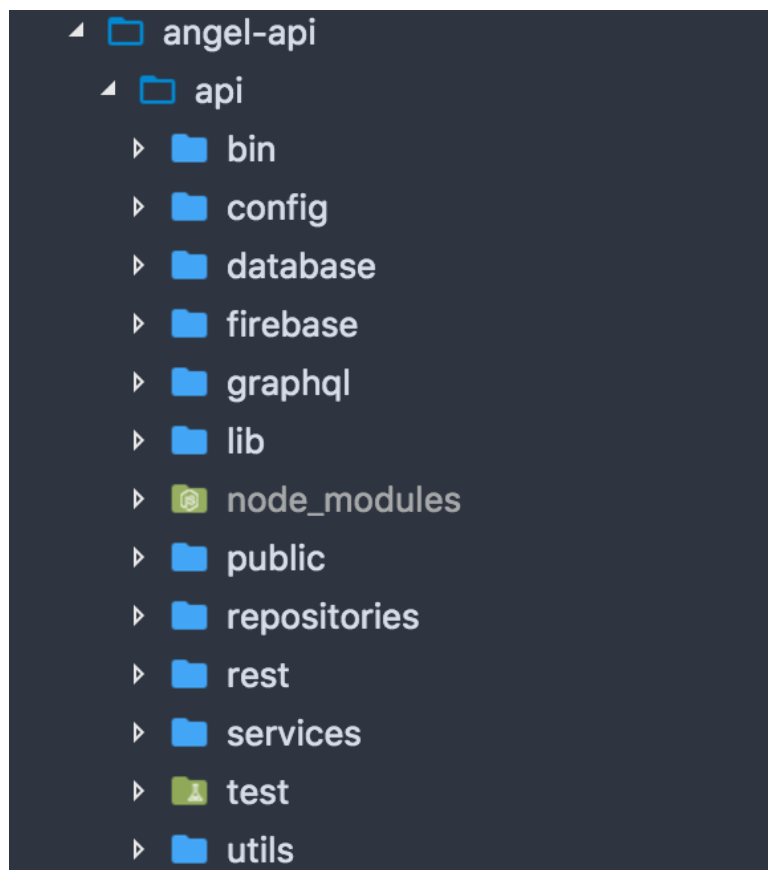 angel-api
api
bin
config
database
firebase
graphql
lib
node_modules
public
repositories
rest
services
test
utils